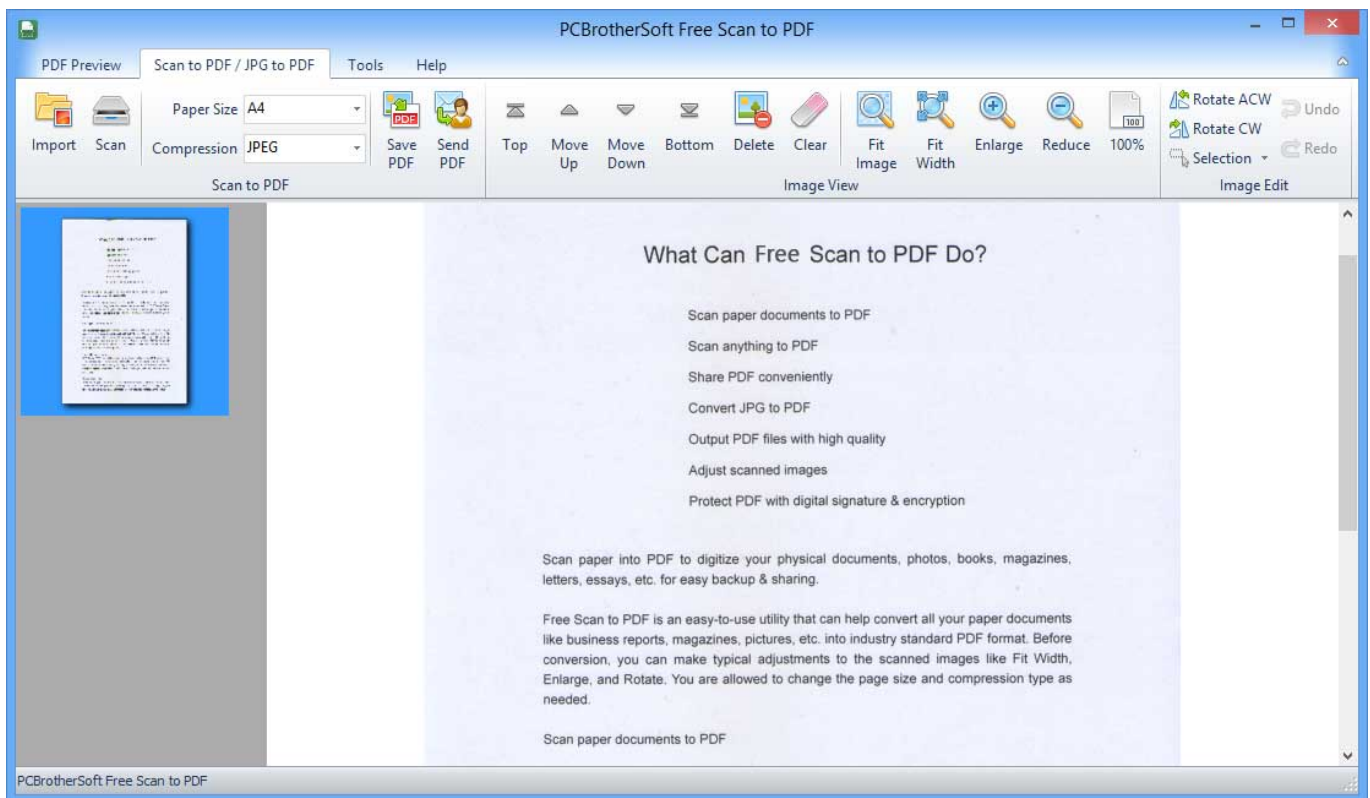 PCBrotherSoft Free Scan to PDF
PDF Preview
Scan to PDF / JPG to PDF
Tools
Help
Import
Scan
Paper Size A4
Compression JPEG
Save PDF
Send PDF
Scan to PDF
Top
Move Up
Move Down
Bottom
Delete
Clear
Fit Image
Fit Width
Enlarge
Reduce
100
100%
Image View
Rotate ACW
Rotate CW
Selection
Undo
Redo
Image Edit
What Can Free Scan to PDF Do?
Scan paper documents to PDF
Scan anything to PDF
Share PDF conveniently
Convert JPG to PDF
Output PDF files with high quality
Adjust scanned images
Protect PDF with digital signature & encryption
Scan paper into PDF to digitize your physical documents, photos, books, magazines,
letters, essays, etc. for easy backup & sharing.
Free Scan to PDF is an easy-to-use utility that can help convert all your paper documents
like business reports, magazines, pictures, etc. into industry standard PDF format. Before
conversion, you can make typical adjustments to the scanned images like Fit Width,
Enlarge, and Rotate. You are allowed to change the page size and compression type as
needed.
Scan paper documents to PDF
PCBrotherSoft Free Scan to PDF